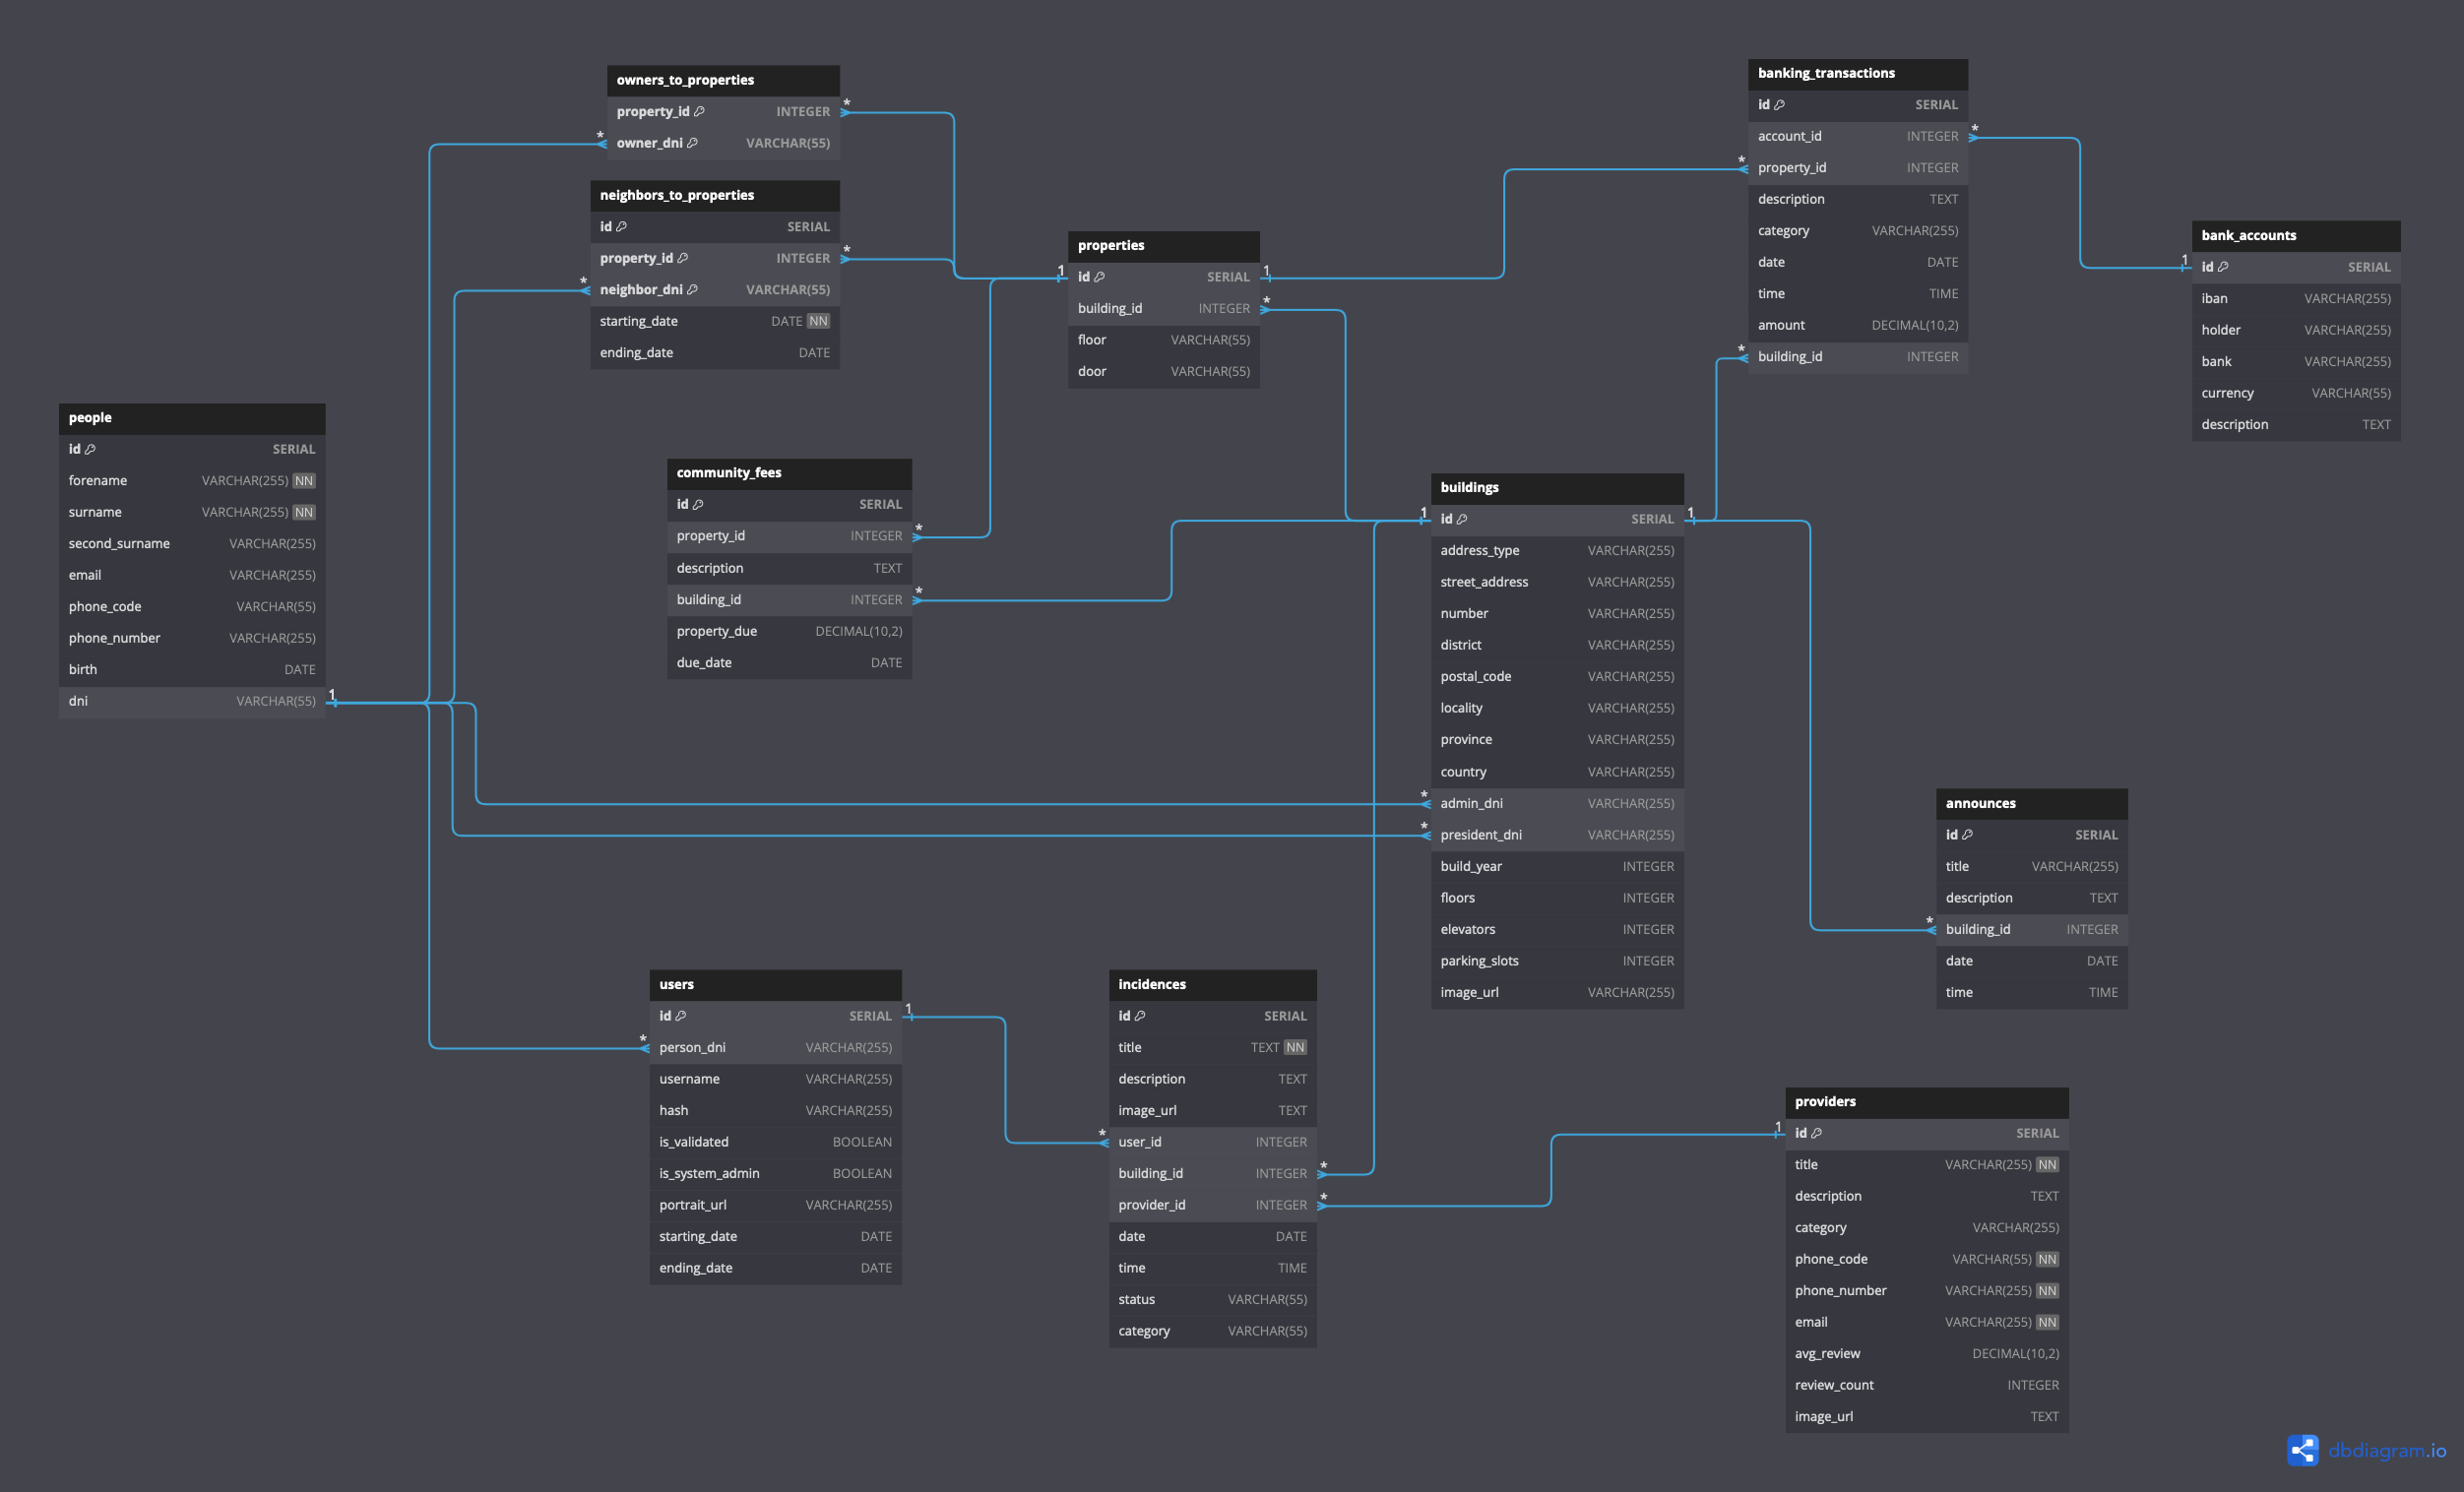 owners_to_properties
property_id INTEGER
owner_dni VARCHAR(55)
neighbors_to_properties
id SERIAL
property_id INTEGER
neighbor_dni VARCHAR(55)
starting_date DATE NN
ending_date DATE
properties
id SERIAL
building_id INTEGER
floor VARCHAR(55)
door VARCHAR(55)
banking_transactions
id SERIAL
account_id INTEGER
property_id INTEGER
description TEXT
category VARCHAR(255)
date DATE
time TIME
amount DECIMAL(10,2)
building_id INTEGER
bank_accounts
id SERIAL
iban VARCHAR(255)
holder VARCHAR(255)
bank VARCHAR(255)
currency VARCHAR(55)
description TEXT
people
id SERIAL
forename VARCHAR(255) NN
surname VARCHAR(255) NN
second_surname VARCHAR(255)
email VARCHAR(255)
phone_code VARCHAR(55)
phone_number VARCHAR(255)
birth DATE
dni VARCHAR(55)
community_fees
id SERIAL
property_id INTEGER
description TEXT
building_id INTEGER
property_due DECIMAL(10,2)
due_date DATE
buildings
id SERIAL
address_type VARCHAR(255)
street_address VARCHAR(255)
number VARCHAR(255)
district VARCHAR(255)
postal_code VARCHAR(255)
locality VARCHAR(255)
province VARCHAR(255)
country VARCHAR(255)
admin_dni VARCHAR(255)
president_dni VARCHAR(255)
build_year INTEGER
floors INTEGER
elevators INTEGER
parking_slots INTEGER
image_url VARCHAR(255)
announces
id SERIAL
title VARCHAR(255)
description TEXT
building_id INTEGER
date DATE
time TIME
users
id SERIAL
person_dni VARCHAR(255)
username VARCHAR(255)
hash VARCHAR(255)
is_validated BOOLEAN
is_system_admin BOOLEAN
portrait_url VARCHAR(255)
starting_date DATE
ending_date DATE
incidences
id SERIAL
title TEXT NN
description TEXT
image_url TEXT
user_id INTEGER
building_id INTEGER
provider_id INTEGER
date DATE
time TIME
status VARCHAR(55)
category VARCHAR(55)
providers
id SERIAL
title VARCHAR(255) NN
description TEXT
category VARCHAR(255)
phone_code VARCHAR(55) NN
phone_number VARCHAR(255) NN
email VARCHAR(255) NN
avg_review DECIMAL(10,2)
review_count INTEGER
image_url TEXT
dbdiagram.io